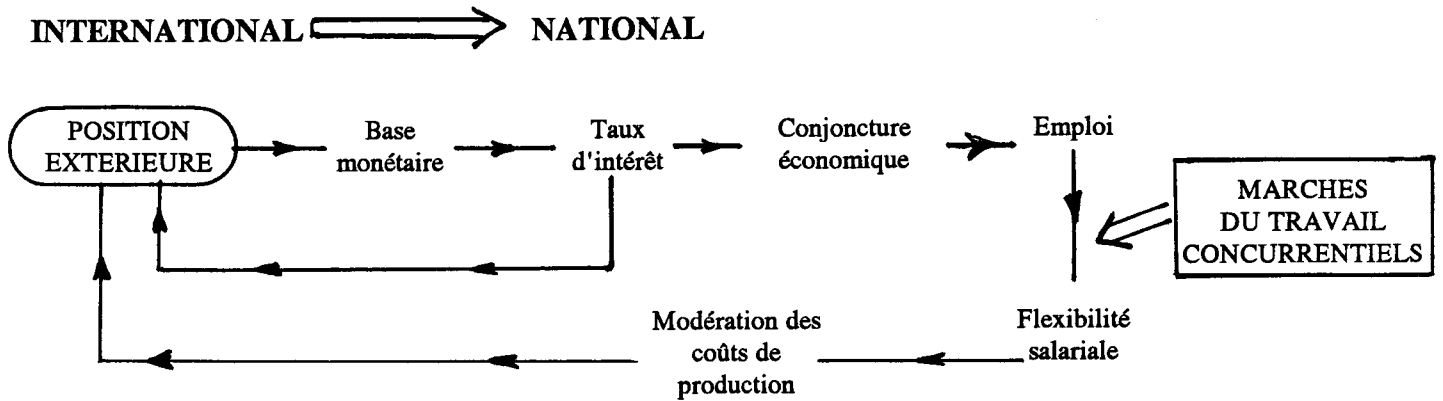 INTERNATIONAL NATIONAL
POSITION
EXTERIEURE
Base
monétaire
Taux
d'intérêt
Conjoncture
économique
Emploi
MARCHES
DU TRAVAIL
CONCURRENTIELS
Flexibilité
salariale
Modération des
coûts de
production